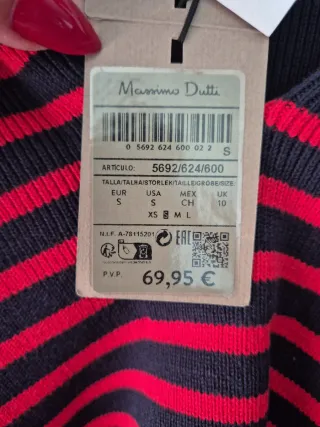 Massimo Dutti
0 5692 624 600 02 2
S
ARTICULO: 5692/624/600
TALLA/TALHA/STORLEK/TAILLE/GRÖßE/SIZE
EUR USA MEX UK
S S CH 10
XS S M L
N.I.F. A-78115201
EAC
P.V.P. 69,95 €